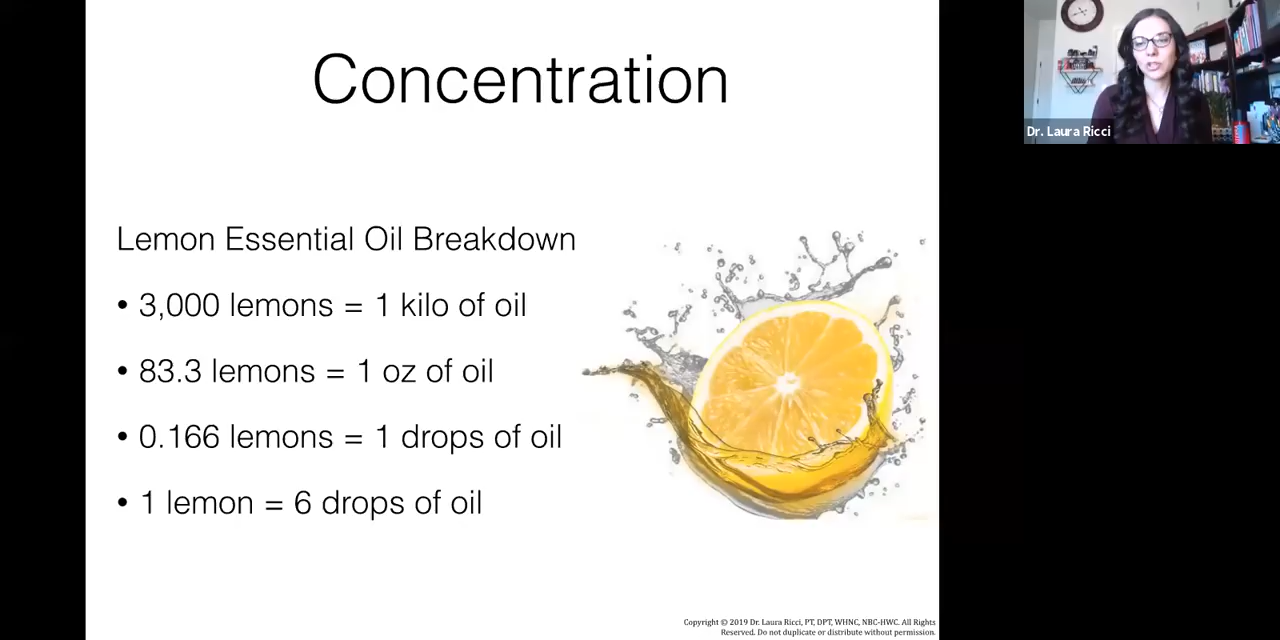 Concentration
Dr. Laura Ricci
Lemon Essential Oil Breakdown
• 3,000 lemons = 1 kilo of oil
• 83.3 lemons = 1 oz of oil
• 0.166 lemons = 1 drops of oil
• 1 lemon = 6 drops of oil
Copyright © 2019 Dr. Laura Ricci, PT, DPT, WHNC, NBC-HWC. All Rights
Reserved. Do not duplicate or distribute without permission.